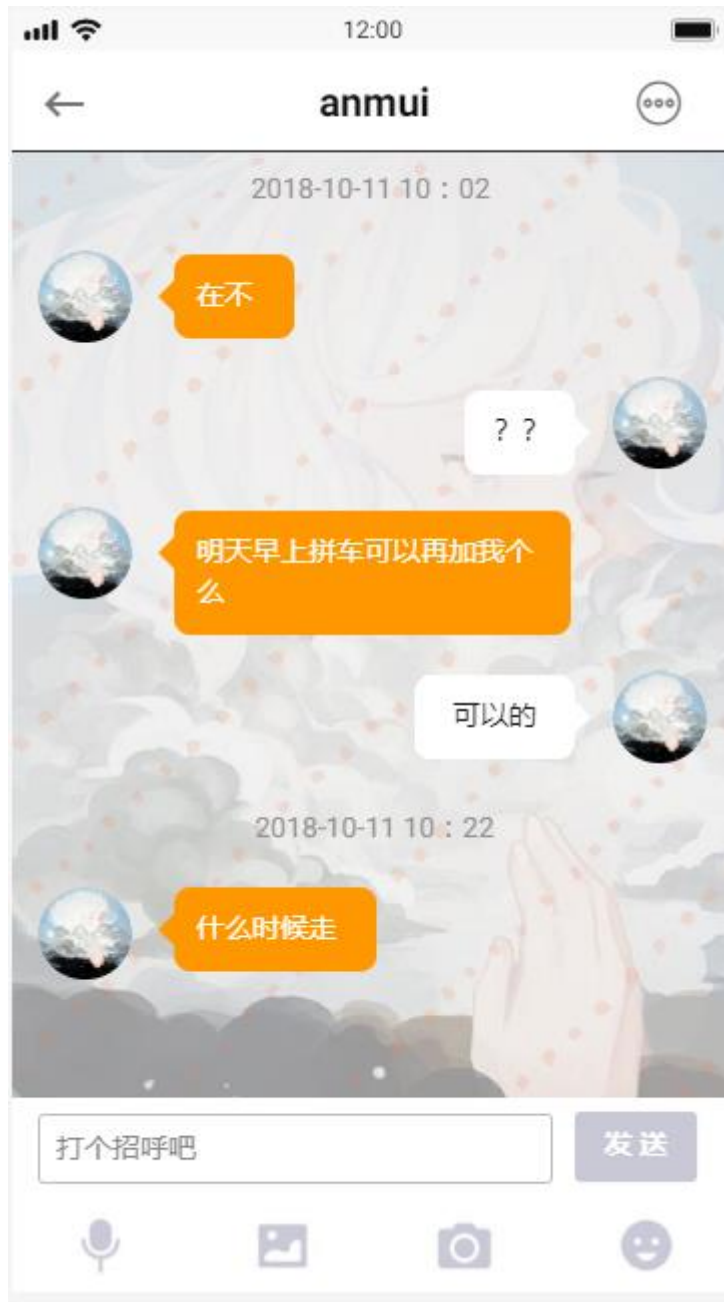 12:00
anmui
2018-10-11 10：02
在不
？？
明天早上拼车可以再加我个
么
可以的
2018-10-11 10：22
什么时候走
打个招呼吧
发送